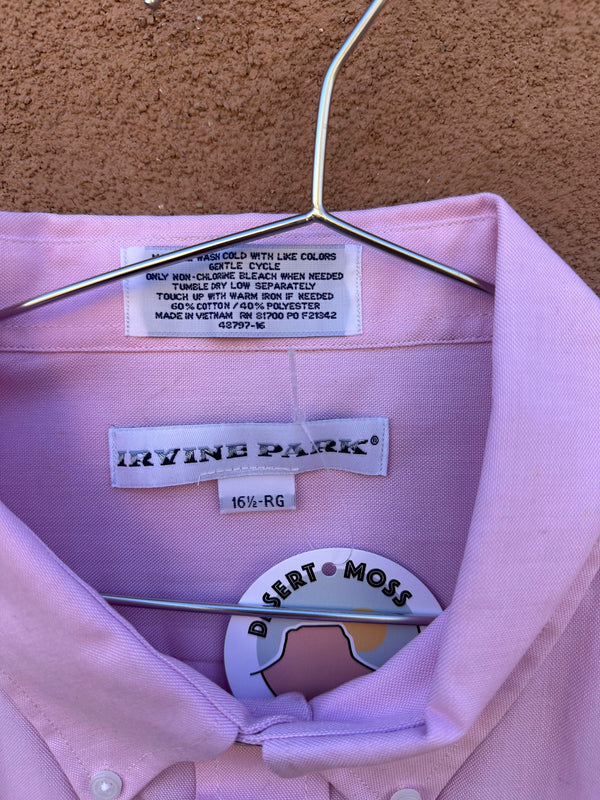 WASH COLD WITH LIKE COLORS
GENTLE CYCLE
ONLY NON-CHLORINE BLEACH WHEN NEEDED
TUMBLE DRY LOW SEPARATELY
TOUCH UP WITH WARM IRON IF NEEDED
60% COTTON / 40% POLYESTER
MADE IN VIETNAM RN 81700 PO F21342
48797-16
IRVINE PARK®
16½-RG
DESERT MOSS